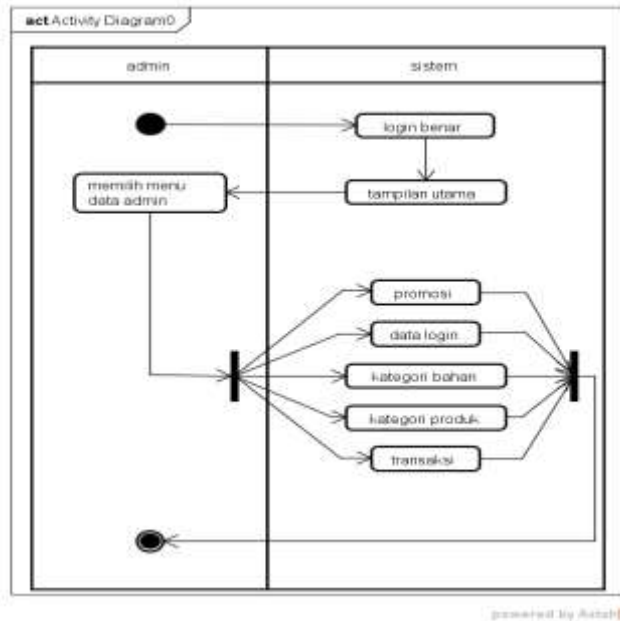 act Activity Diagram0
admin
sistem
login benar
tampilan utama
memilih menu
data admin
promosi
data login
kategori bahan
kategori produk
transaksi
powered by Astah